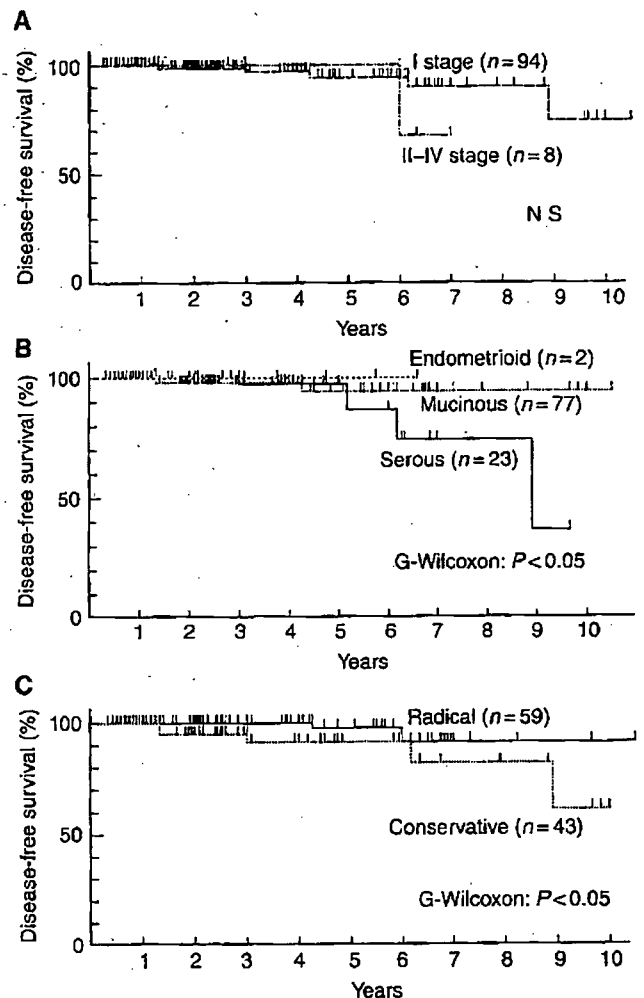 A
Disease-free survival (%)
100
50
0
I stage (n=94)
II–IV stage (n=8)
NS
1 2 3 4 5 6 7 8 9 10
Years
B
Disease-free survival (%)
100
50
0
Endometrioid (n=2)
Mucinous (n=77)
Serous (n=23)
G-Wilcoxon: P<0.05
1 2 3 4 5 6 7 8 9 10
Years
C
Disease-free survival (%)
100
50
0
Radical (n=59)
Conservative (n=43)
G-Wilcoxon: P<0.05
1 2 3 4 5 6 7 8 9 10
Years